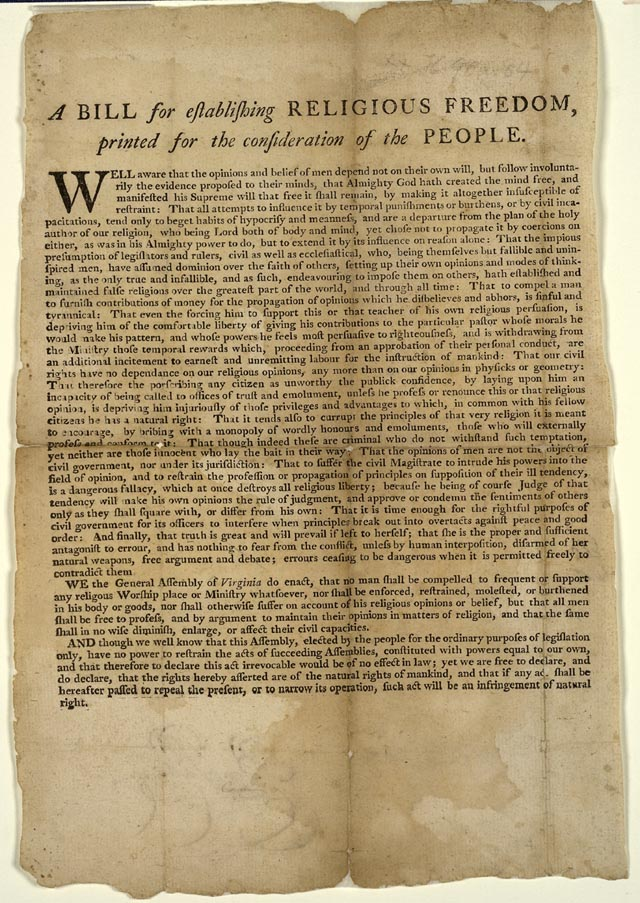 A BILL for eſtabliſhing RELIGIOUS FREEDOM,
printed for the conſideration of the PEOPLE.
WELL aware that the opinions and belief of men depend not on their own will, but follow involunta-
rily the evidence propoſed to their minds, that Almighty God hath created the mind free, and
manifeſted his Supreme will that free it ſhall remain, by making it altogether inſuſceptible of
reſtraint: That all attempts to influence it by temporal puniſhments or burthens, or by civil inca-
pacitations, tend only to beget habits of hypocriſy and meanneſs, and are a departure from the plan of the holy
author of our religion, who being Lord both of body and mind, yet choſe not to propagate it by coercions on
either, as was in his Almighty power to do, but to extend it by its influence on reaſon alone: That the impious
preſumption of legiſlators and rulers, civil as well as eccleſiaſtical, who, being themſelves but fallible and unin-
ſpired men, have aſſumed dominion over the faith of others, ſetting up their own opinions and modes of think-
ing, as the only true and infallible, and as ſuch, endeavouring to impoſe them on others, hath eſtabliſhed and
maintained falſe religions over the greateſt part of the world, and through all time: That to compel a man
to furniſh contributions of money for the propagation of opinions which he diſbelieves and abhors, is ſinful and
tyrannical: That even the forcing him to ſupport this or that teacher of his own religious perſuaſion, is
depriving him of the comfortable liberty of giving his contributions to the particular paſtor whoſe morals he
would make his pattern, and whoſe powers he feels moſt perſuaſive to righteouſneſs, and is withdrawing from
the Miniſtry thoſe temporal rewards which, proceeding from an approbation of their perſonal conduct, are
an additional incitement to earneſt and unremitting labour for the inſtruction of mankind: That our civil
rights have no dependance on our religious opinions, any more than on our opinions in phyſicks or geometry:
That therefore the porſcribing any citizen as unworthy the publick confidence, by laying upon him an
incapacity of being called to offices of truſt and emolument, unleſs he profeſs or renounce this or that religious
opinion, is depriving him injuriouſly of thoſe privileges and advantages to which, in common with his fellow
citizens he has a natural right: That it tends alſo to corrupt the principles of that very religion it is meant
to encourage, by bribing with a monopoly of wordly honours and emoluments, thoſe who will externally
profeſs and conform to it: That though indeed theſe are criminal who do not withſtand ſuch temptation,
yet neither are thoſe innocent who lay the bait in their way: That the opinions of men are not the object of
civil government, nor under its juriſdiction: That to ſuffer the civil Magiſtrate to intrude his powers into the
field of opinion, and to reſtrain the profeſſion or propagation of principles on ſuppoſition of their ill tendency,
is a dangerous fallacy, which at once deſtroys all religious liberty; becauſe he being of courſe Judge of that
tendency will make his own opinions the rule of judgment, and approve or condemn the ſentiments of others
only as they ſhall ſquare with, or differ from his own: That it is time enough for the rightful purpoſes of
civil government for its officers to interfere when principles break out into overtacts againſt peace and good
order: And finally, that truth is great and will prevail if left to herſelf; that ſhe is the proper and ſufficient
antagoniſt to errour, and has nothing to fear from the conflict, unleſs by human interpoſition, diſarmed of her
natural weapons, free argument and debate; errours ceaſing to be dangerous when it is permitted freely to
contradict them.
WE the General Aſſembly of Virginia do enact, that no man ſhall be compelled to frequent or ſupport
any religious Worſhip place or Miniſtry whatſoever, nor ſhall be enforced, reſtrained, moleſted, or burthened
in his body or goods, nor ſhall otherwiſe ſuffer on account of his religious opinions or belief, but that all men
ſhall be free to profeſs, and by argument to maintain their opinions in matters of religion, and that the ſame
ſhall in no wiſe diminiſh, enlarge, or affect their civil capacities.
AND though we well know that this Aſſembly, elected by the people for the ordinary purpoſes of legiſlation
only, have no power to reſtrain the acts of ſucceeding Aſſemblies, conſtituted with powers equal to our own,
and that therefore to declare this act irrevocable would be of no effect in law; yet we are free to declare, and
do declare, that the rights hereby aſſerted are of the natural rights of mankind, and that if any act ſhall be
hereafter paſſed to repeal the preſent, or to narrow its operation, ſuch act will be an infringement of natural
right.